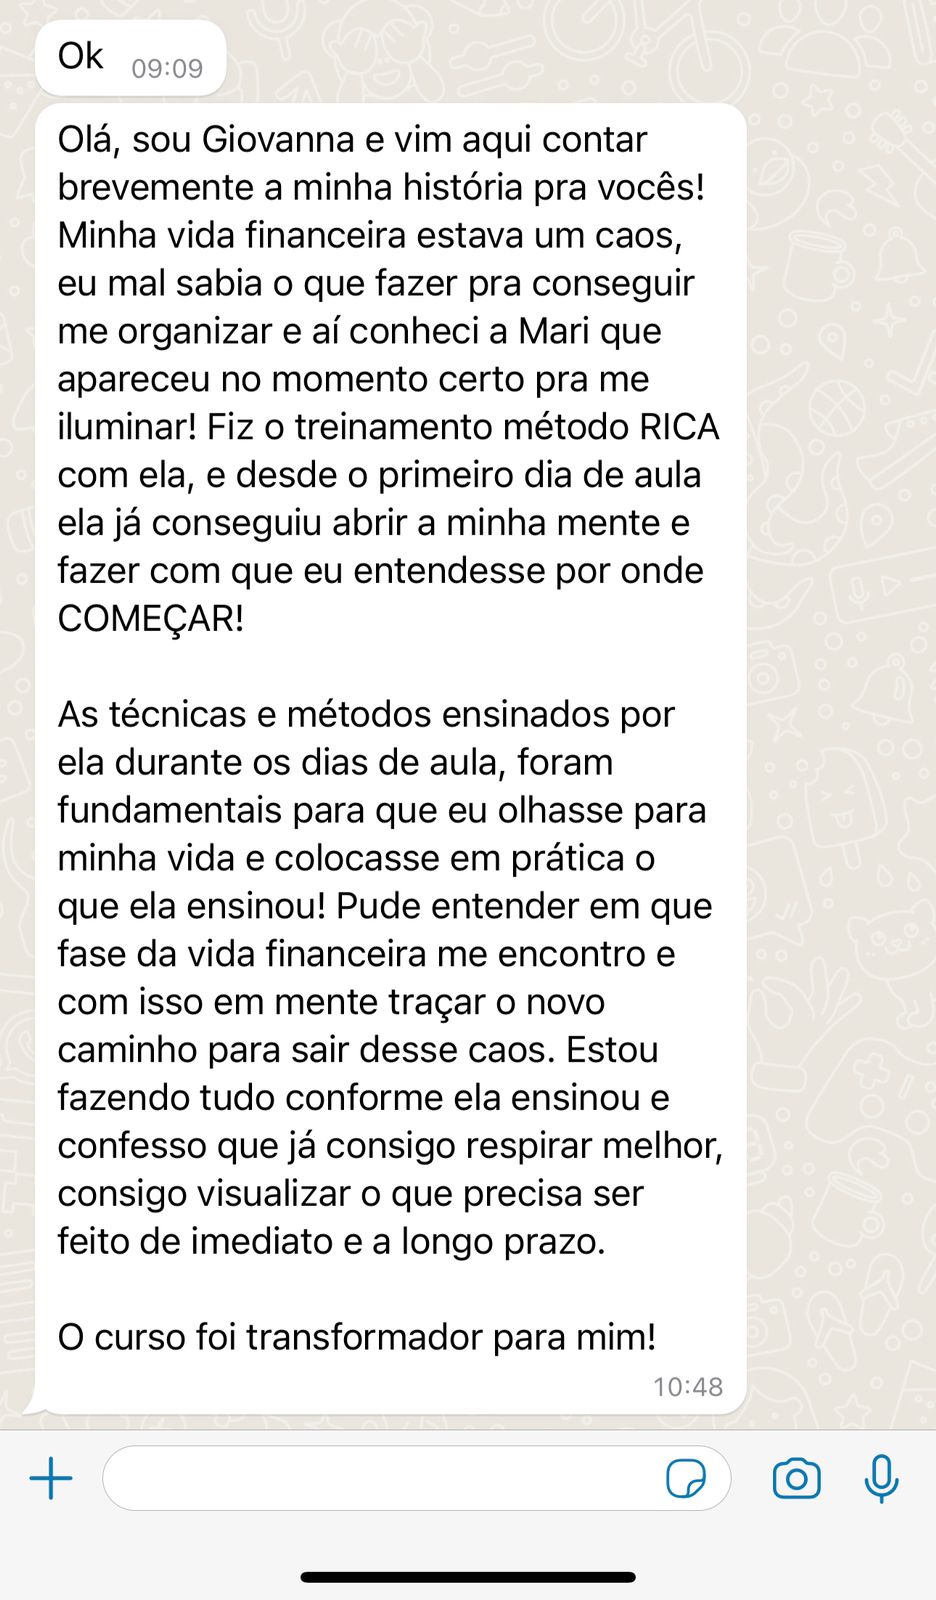 Ok 09:09
Olá, sou Giovanna e vim aqui contar
brevemente a minha história pra vocês!
Minha vida financeira estava um caos,
eu mal sabia o que fazer pra conseguir
me organizar e aí conheci a Mari que
apareceu no momento certo pra me
iluminar! Fiz o treinamento método RICA
com ela, e desde o primeiro dia de aula
ela já conseguiu abrir a minha mente e
fazer com que eu entendesse por onde
COMEÇAR!
As técnicas e métodos ensinados por
ela durante os dias de aula, foram
fundamentais para que eu olhasse para
minha vida e colocasse em prática o
que ela ensinou! Pude entender em que
fase da vida financeira me encontro e
com isso em mente traçar o novo
caminho para sair desse caos. Estou
fazendo tudo conforme ela ensinou e
confesso que já consigo respirar melhor,
consigo visualizar o que precisa ser
feito de imediato e a longo prazo.
O curso foi transformador para mim!
10:48